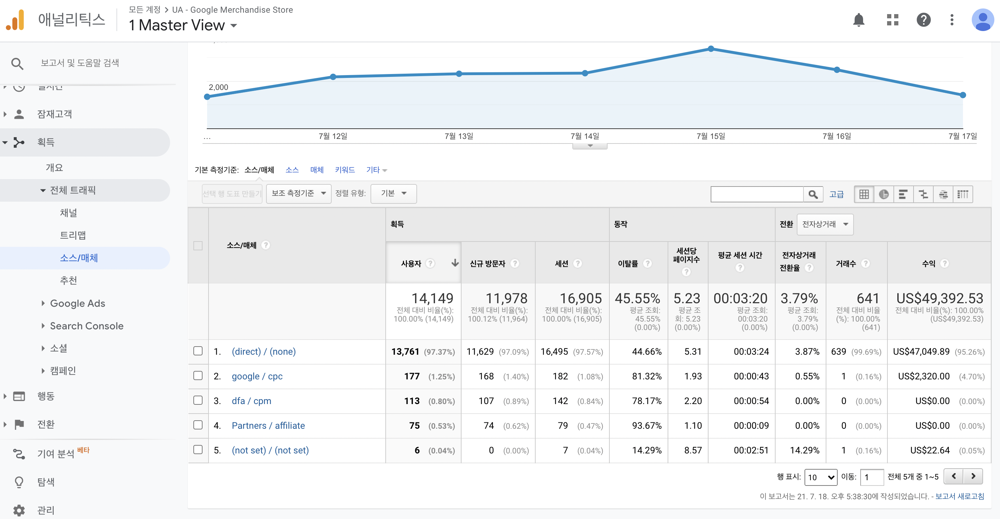 애널리틱스
모든 계정 > UA - Google Merchandise Store
1 Master View
보고서 및 도움말 검색
실시간
잠재고객
획득
개요
전체 트래픽
채널
트리맵
소스/매체
추천
Google Ads
Search Console
소셜
캠페인
행동
전환
기여 분석 베타
탐색
관리
2,000
... 7월 12일 7월 13일 7월 14일 7월 15일 7월 16일 7월 17일
기본 측정기준: 소스/매체 소스 매체 키워드 기타
선택 행 도표 만들기 보조 측정기준 정렬 유형: 기본 고급
획득 동작 전환 전자상거래
소스/매체 ?
사용자 ? 신규 방문자 ? 세션 ? 이탈률 ? 세션당 페이지수 ? 평균 세션 시간 ? 전자상거래 전환율 ? 거래수 ? 수익 ?
14,149 11,978 16,905 45.55% 5.23 00:03:20 3.79% 641 US$49,392.53
전체 대비 비율(%): 전체 대비 비율(%): 전체 대비 비율(%): 평균 조회: 평균 조 평균 조회: 평균 조회: 전체 대비 비율 전체 대비 비율(%): 100.00%
100.00% (14,149) 100.12% (11,964) 100.00% (16,905) 45.55% 회: 5.23 00:03:20 3.79% (%): 100.00% (US$49,392.53)
(0.00%) (0.00%) (0.00%) (0.00%) (641)
1. (direct) / (none) 13,761 (97.37%) 11,629 (97.09%) 16,495 (97.57%) 44.66% 5.31 00:03:24 3.87% 639 (99.69%) US$47,049.89 (95.26%)
2. google / cpc 177 (1.25%) 168 (1.40%) 182 (1.08%) 81.32% 1.93 00:00:43 0.55% 1 (0.16%) US$2,320.00 (4.70%)
3. dfa / cpm 113 (0.80%) 107 (0.89%) 142 (0.84%) 78.17% 2.20 00:00:54 0.00% 0 (0.00%) US$0.00 (0.00%)
4. Partners / affiliate 75 (0.53%) 74 (0.62%) 79 (0.47%) 93.67% 1.10 00:00:09 0.00% 0 (0.00%) US$0.00 (0.00%)
5. (not set) / (not set) 6 (0.04%) 0 (0.00%) 7 (0.04%) 14.29% 8.57 00:02:51 14.29% 1 (0.16%) US$22.64 (0.05%)
행 표시: 10 이동: 1 전체 5개 중 1~5
이 보고서는 21. 7. 18. 오후 5:38:30에 작성되었습니다. - 보고서 새로고침